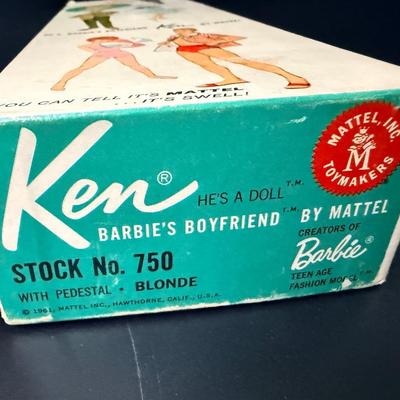 Ken
YOU CAN TELL IT'S MATTEL
...IT'S SWELL!
Ken® HE'S A DOLL T.M.
BARBIE'S BOYFRIEND T.M. BY MATTEL
CREATORS OF
Barbie®
TEEN AGE
FASHION MODEL T.M.
STOCK No. 750
WITH PEDESTAL • BLONDE
© 1961, MATTEL INC., HAWTHORNE, CALIF., U.S.A.
MATTEL, INC
M
TOYMAKERS